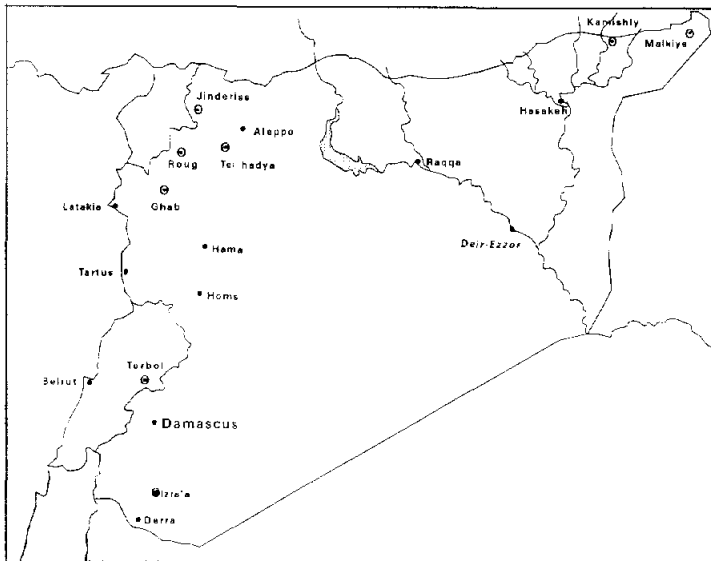 Kamishly
Malkiye
Jinderiss
Hasakeh
Aleppo
Roug
Tel hadya
Raqqa
Ghab
Latakia
Deir-Ezzor
Hama
Tartus
Homs
Terbol
Beirut
Damascus
Izra'a
Derra